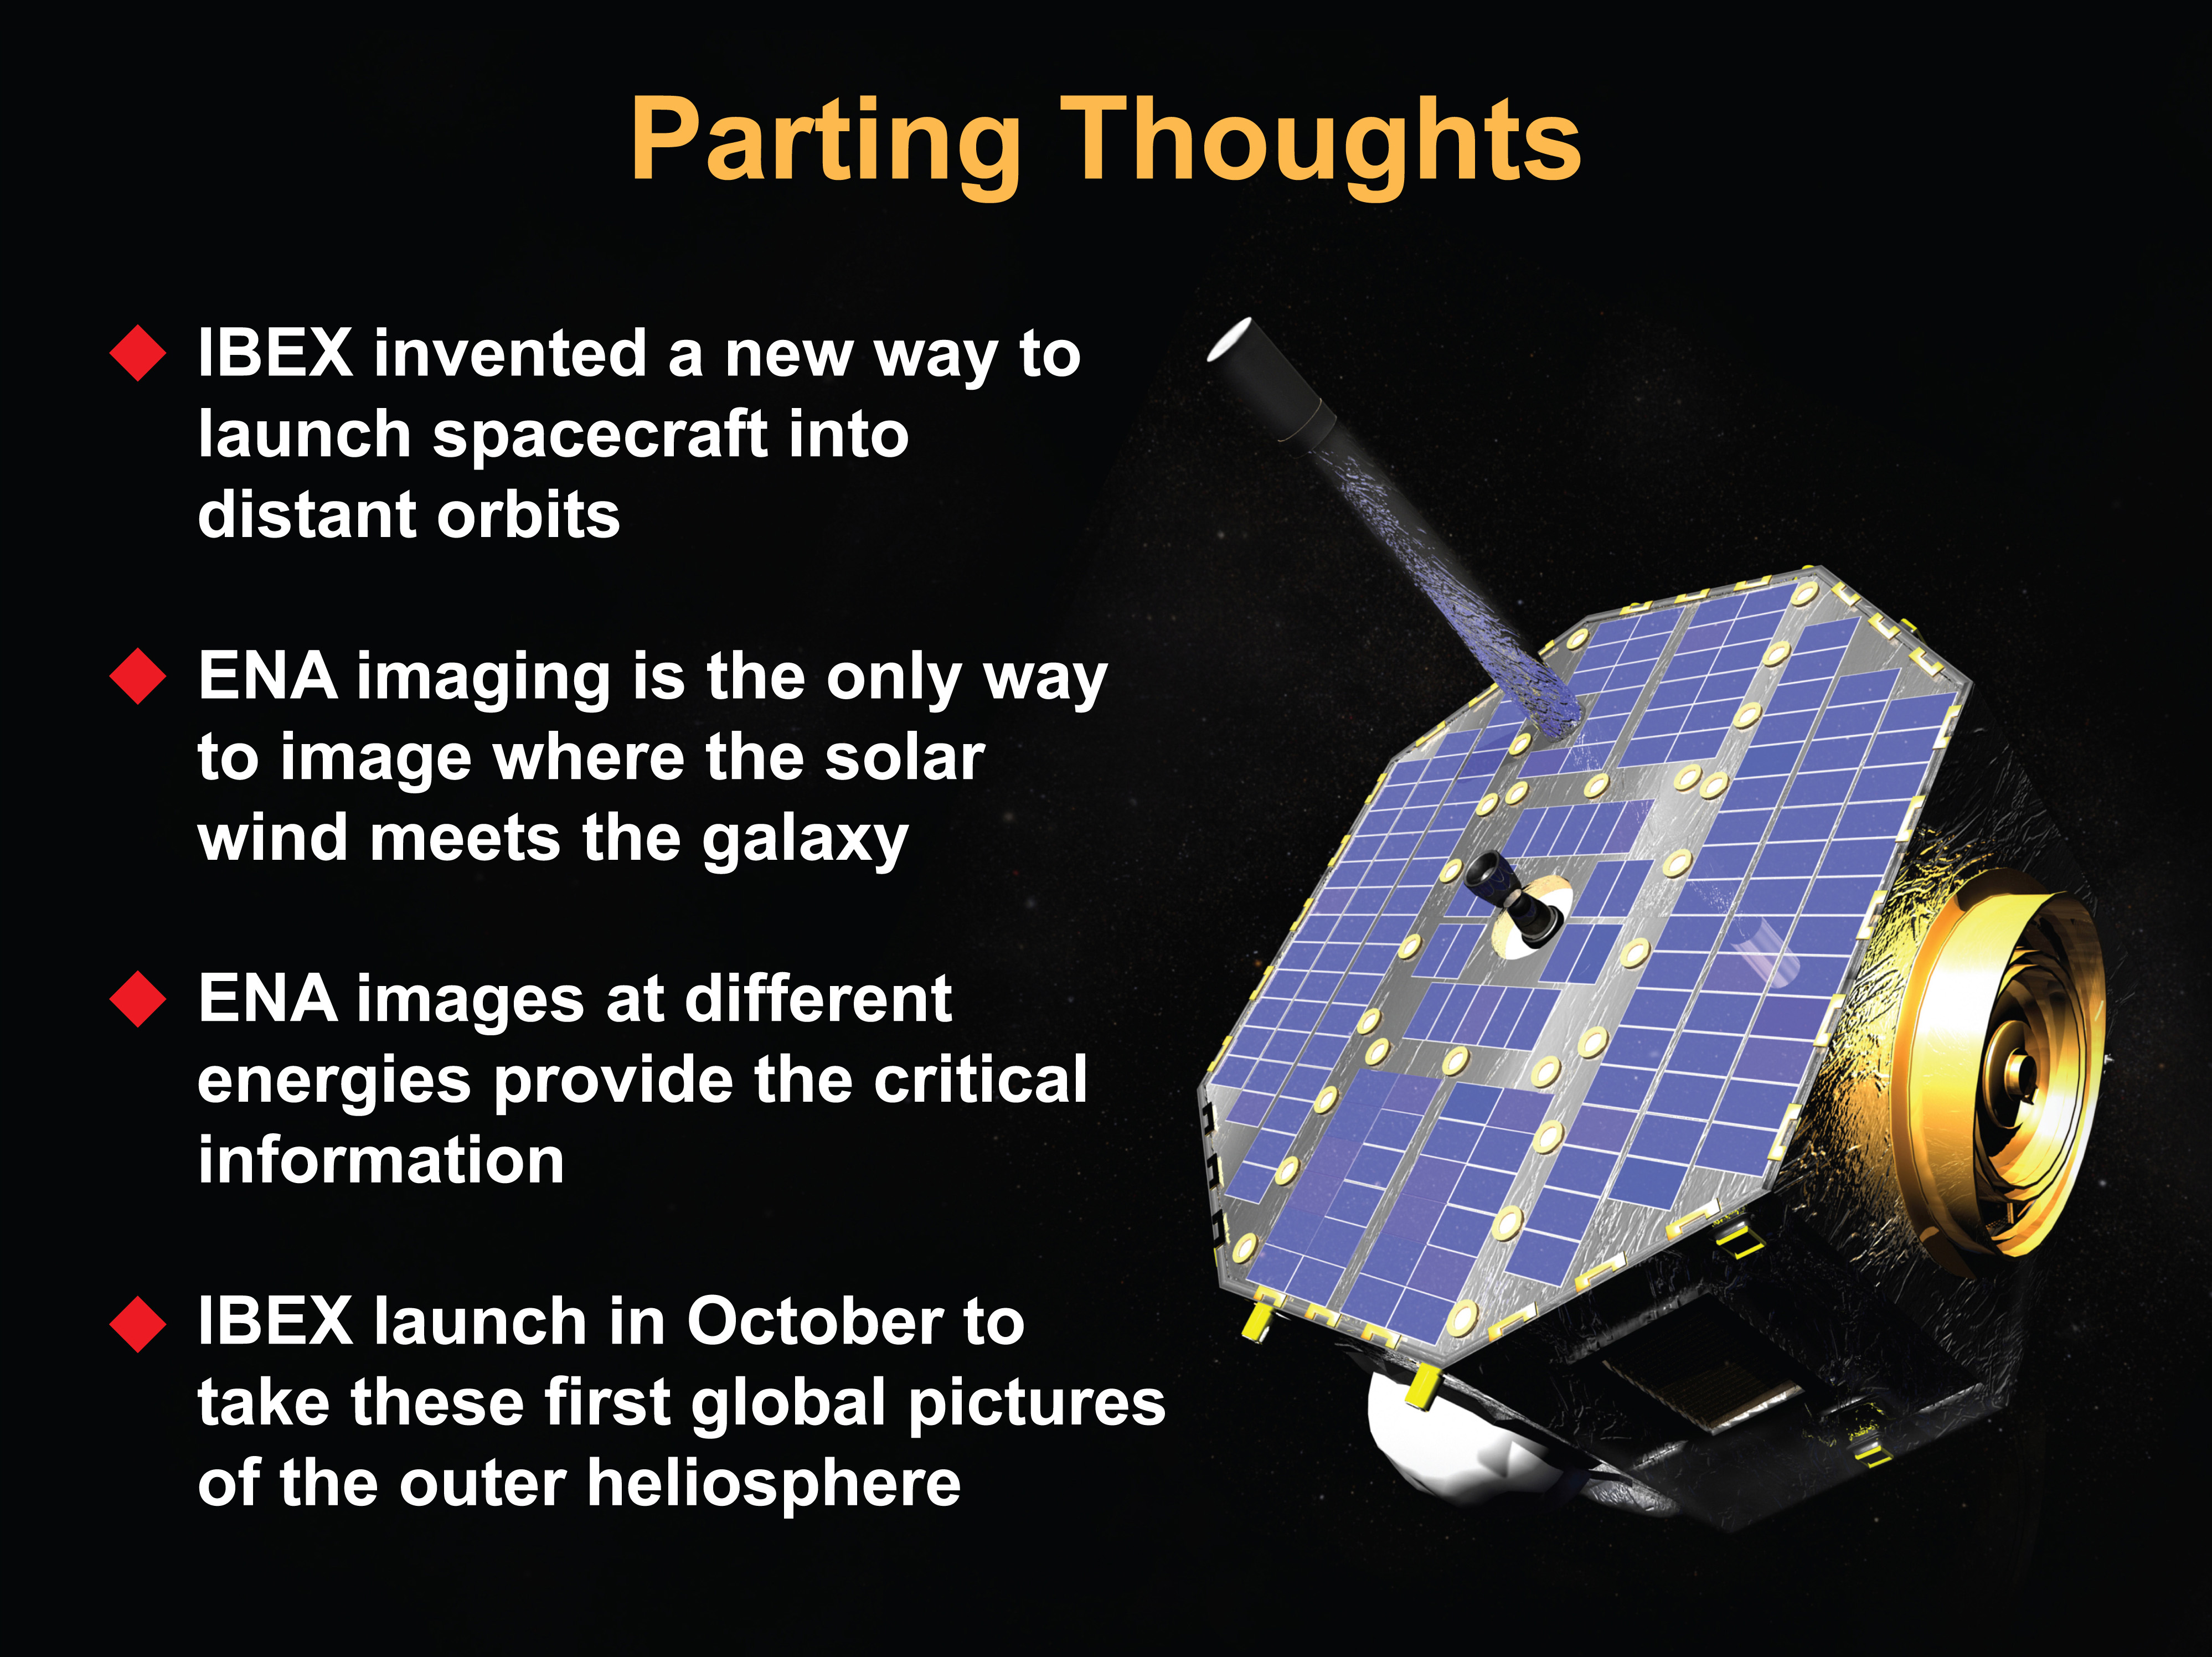 Parting Thoughts
IBEX invented a new way to
launch spacecraft into
distant orbits
ENA imaging is the only way
to image where the solar
wind meets the galaxy
ENA images at different
energies provide the critical
information
IBEX launch in October to
take these first global pictures
of the outer heliosphere